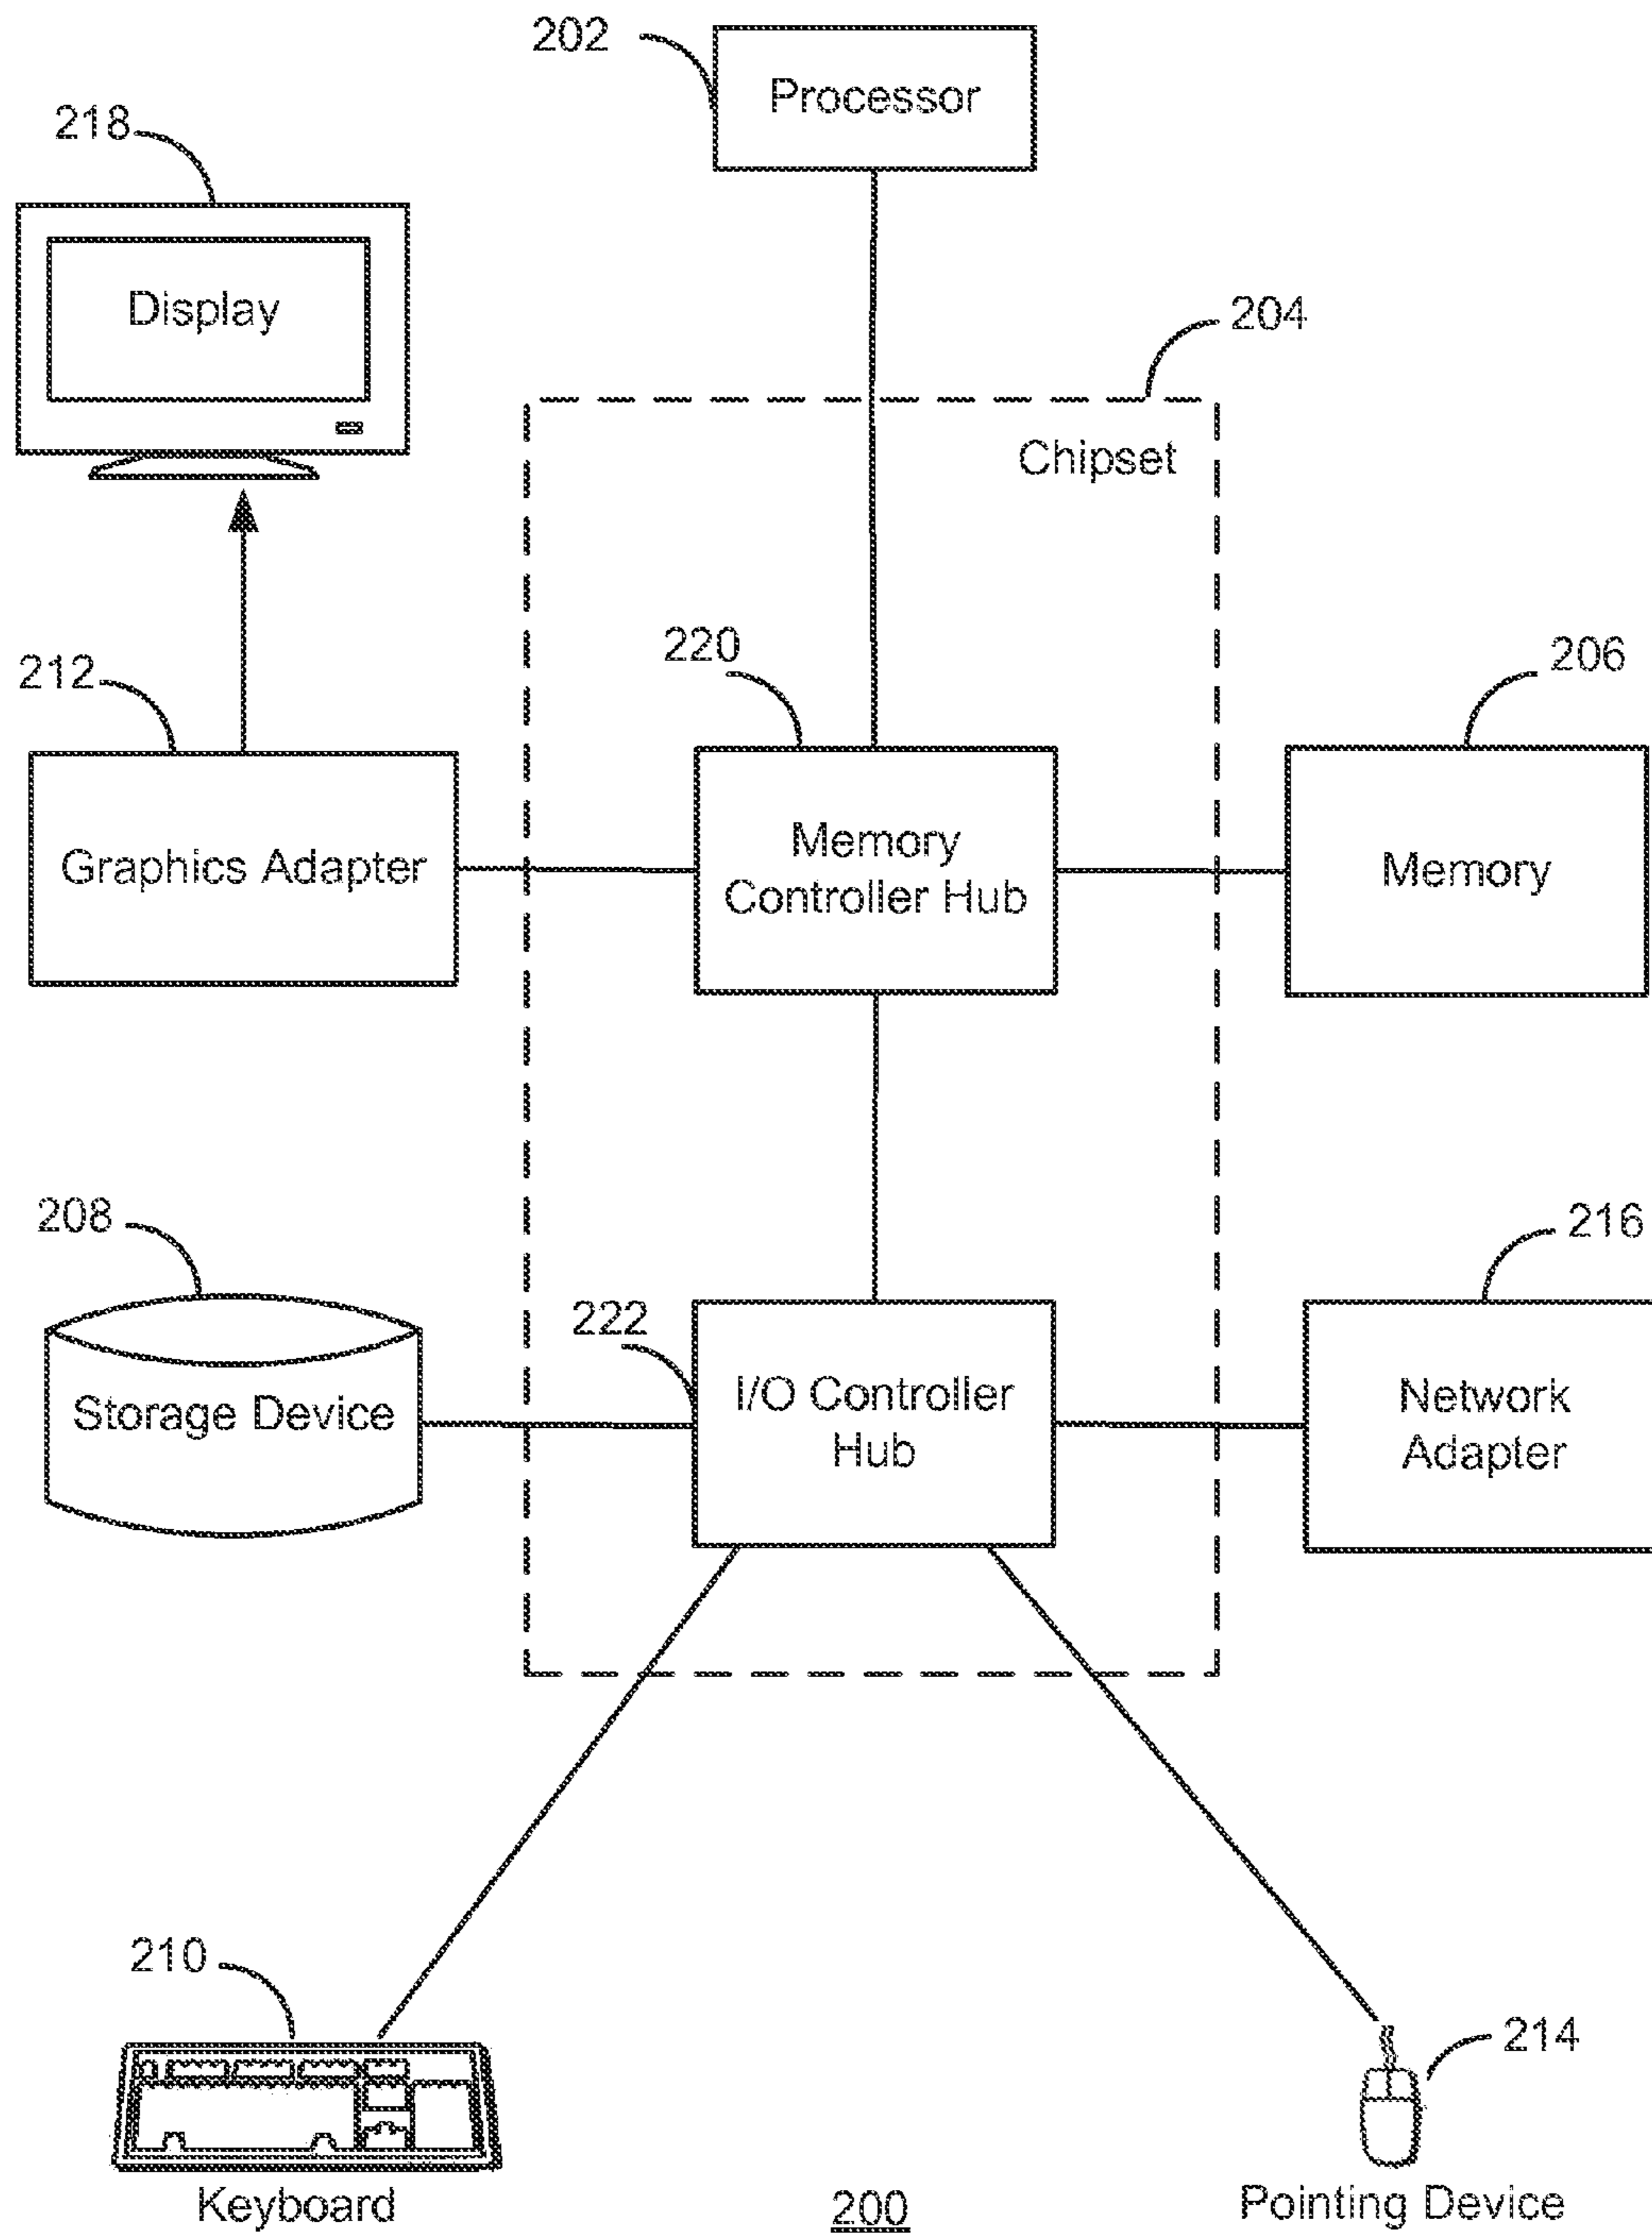 202
Processor
218
Display
204
Chipset
220
206
212
Graphics Adapter
Memory
Controller Hub
Memory
208
216
222
Storage Device
I/O Controller
Hub
Network
Adapter
210
214
Keyboard
200
Pointing Device